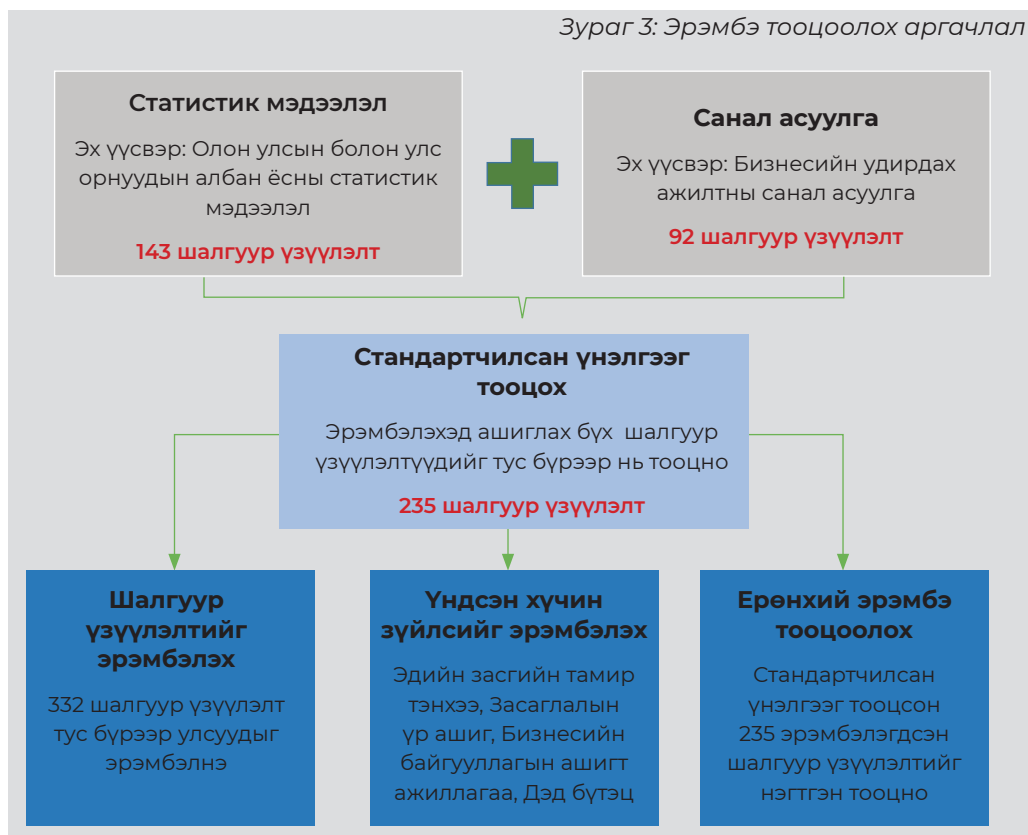 Зураг 3: Эрэмбэ тооцоолох аргачлал
Статистик мэдээлэл
Эх үүсвэр: Олон улсын болон улс
орнуудын албан ёсны статистик
мэдээлэл
143 шалгуур үзүүлэлт
Санал асуулга
Эх үүсвэр: Бизнесийн удирдах
ажилтны санал асуулга
92 шалгуур үзүүлэлт
Стандартчилсан үнэлгээг
тооцох
Эрэмбэлэхэд ашиглах бүх шалгуур
үзүүлэлтүүдийг тус бүрээр нь тооцно
235 шалгуур үзүүлэлт
Шалгуур
үзүүлэлтийг
эрэмбэлэх
332 шалгуур үзүүлэлт
тус бүрээр улсуудыг
эрэмбэлнэ
Үндсэн хүчин
зүйлсийг эрэмбэлэх
Эдийн засгийн тамир
тэнхээ, Засаглалын
үр ашиг, Бизнесийн
байгууллагын ашигт
ажиллагаа, Дэд бүтэц
Ерөнхий эрэмбэ
тооцоолох
Стандартчилсан
үнэлгээг тооцсон
235 эрэмбэлэгдсэн
шалгуур үзүүлэлтийг
нэгтгэн тооцно